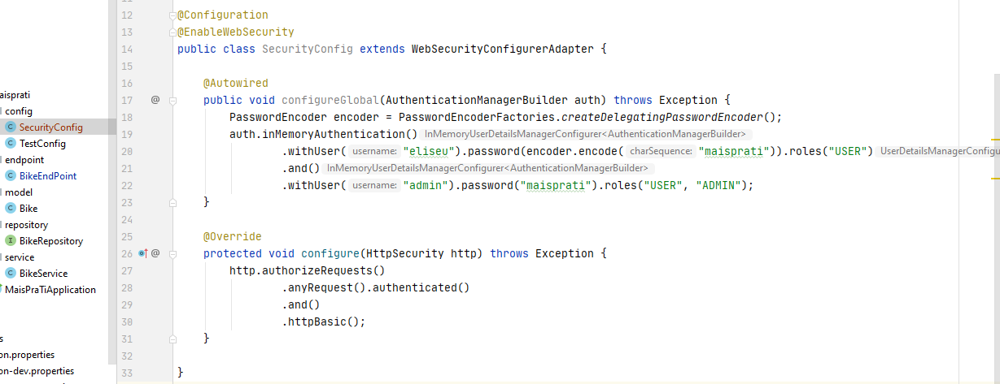 11
12 @Configuration
13 @EnableWebSecurity
14 public class SecurityConfig extends WebSecurityConfigurerAdapter {
15
16 @Autowired
17 @ public void configureGlobal(AuthenticationManagerBuilder auth) throws Exception {
18 PasswordEncoder encoder = PasswordEncoderFactories.createDelegatingPasswordEncoder();
19 auth.inMemoryAuthentication() InMemoryUserDetailsManagerConfigurer<AuthenticationManagerBuilder>
20 .withUser( username: "eliseu").password(encoder.encode( charSequence: "maisprati")).roles("USER") UserDetailsManagerConfigu
21 .and() InMemoryUserDetailsManagerConfigurer<AuthenticationManagerBuilder>
22 .withUser( username: "admin").password("maisprati").roles("USER", "ADMIN");
23 }
24
25 @Override
26 @ protected void configure(HttpSecurity http) throws Exception {
27 http.authorizeRequests()
28 .anyRequest().authenticated()
29 .and()
30 .httpBasic();
31 }
32
33 }
aisprati
config
C SecurityConfig
C TestConfig
endpoint
C BikeEndPoint
model
C Bike
repository
I BikeRepository
service
C BikeService
MaisPraTiApplication
s
on.properties
on-dev.properties